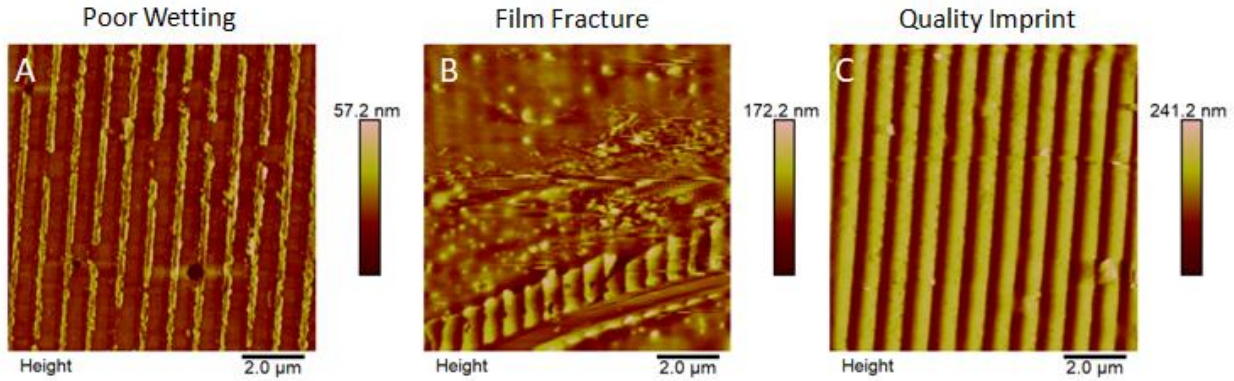 Poor Wetting
Film Fracture
Quality Imprint
A
B
C
57.2 nm
172.2 nm
241.2 nm
Height
2.0 µm
Height
2.0 µm
Height
2.0 µm